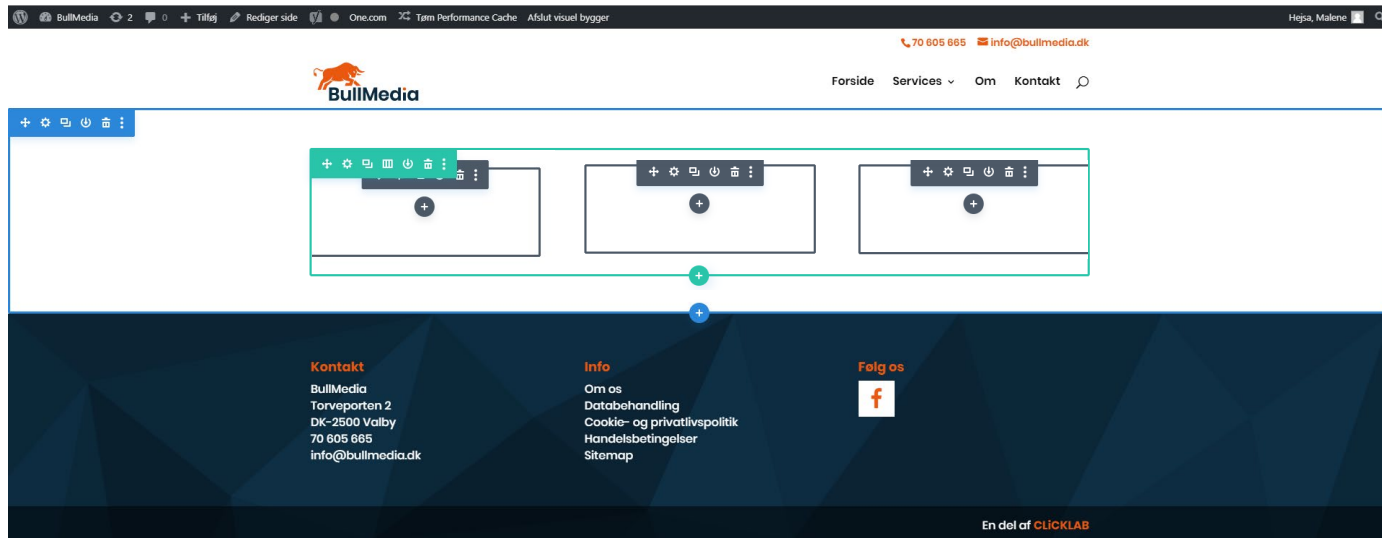 BullMedia 2 0 Tilføj Rediger side One.com Tøm Performance Cache Afslut visuel bygger Hejsa, Malene
70 605 665 info@bullmedia.dk
BullMedia
Forside Services Om Kontakt
Kontakt
BullMedia
Torveporten 2
DK-2500 Valby
70 605 665
info@bullmedia.dk
Info
Om os
Databehandling
Cookie- og privatlivspolitik
Handelsbetingelser
Sitemap
Følg os
En del af CLiCKLAB